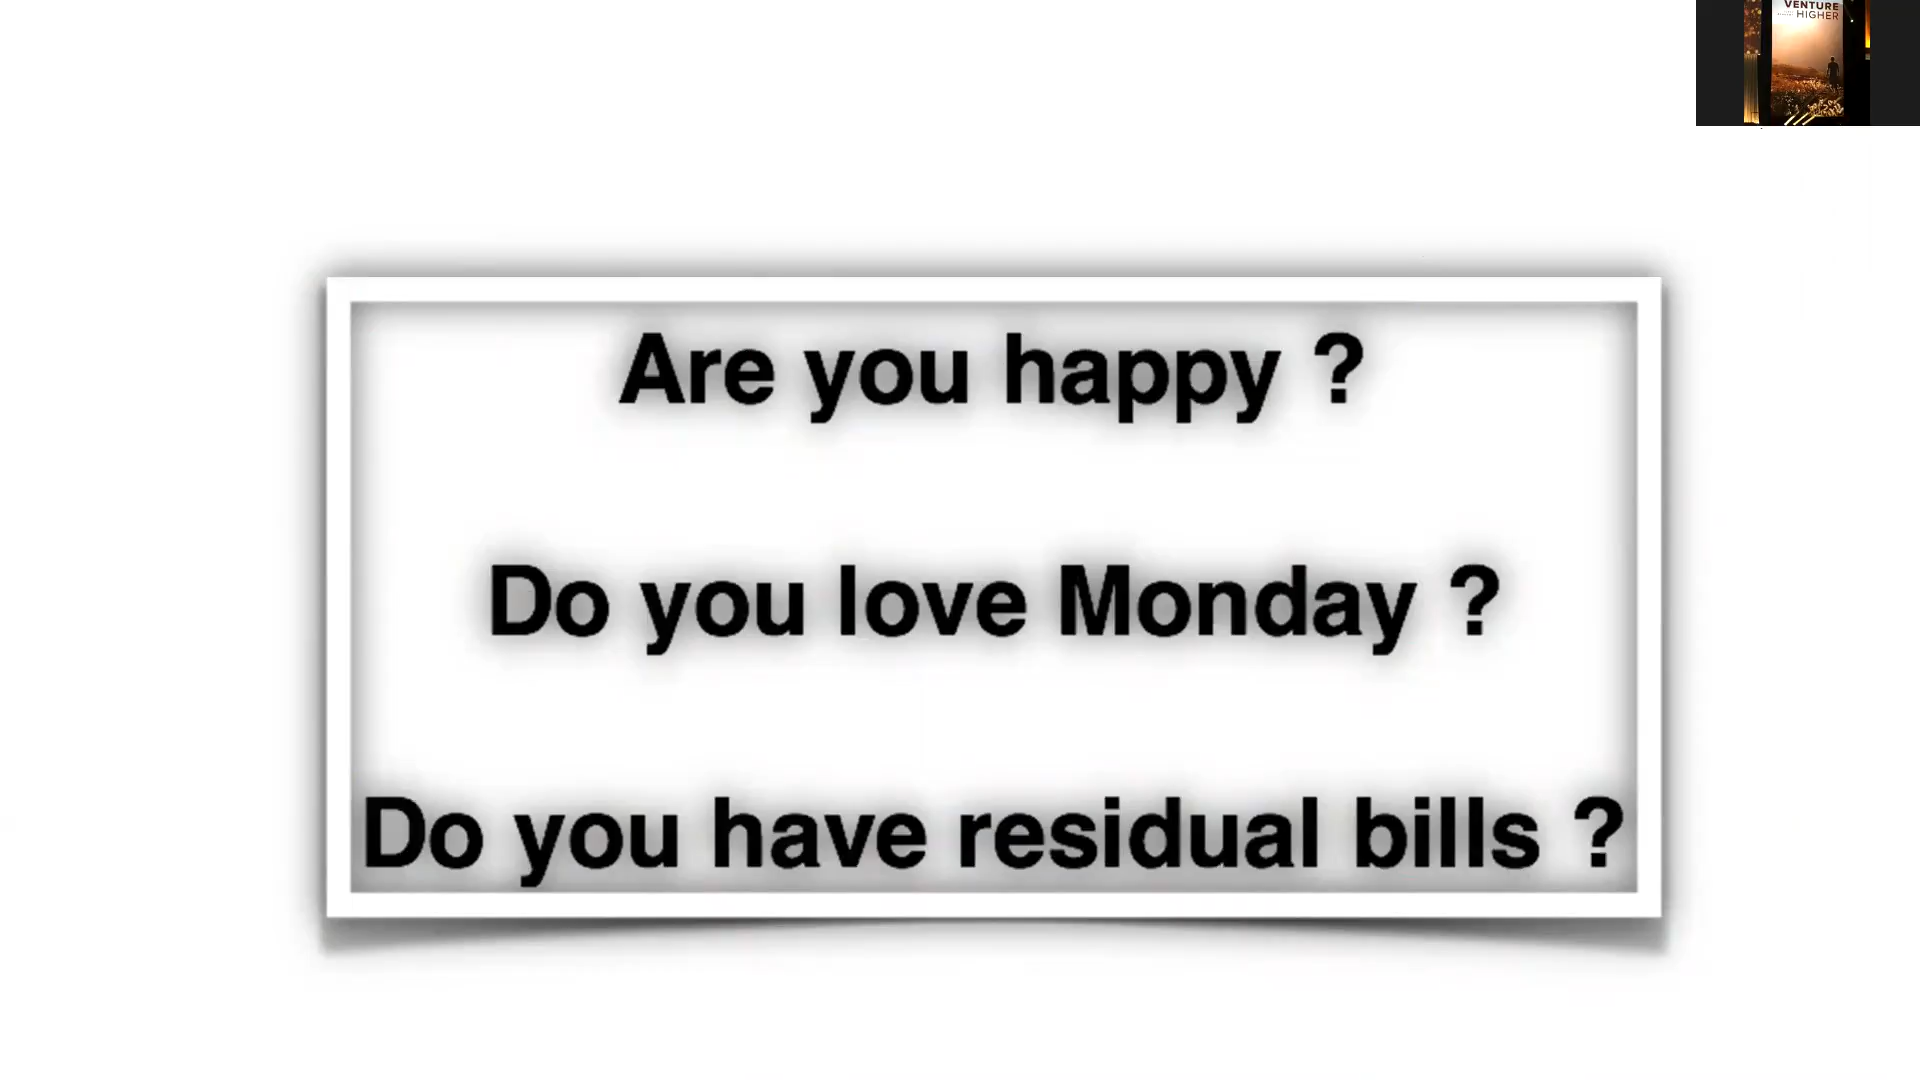 VENTURE
HIGHER
Are you happy ?
Do you love Monday ?
Do you have residual bills ?